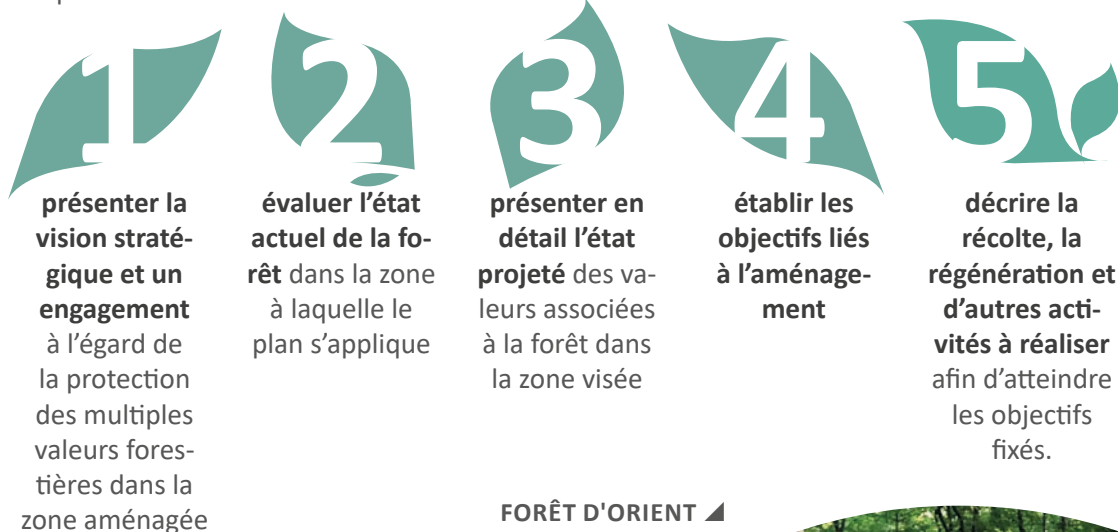 1
présenter la
vision straté-
gique et un
engagement
à l'égard de
la protection
des multiples
valeurs fores-
tières dans la
zone aménagée
2
évaluer l'état
actuel de la fo-
rêt dans la zone
à laquelle le
plan s'applique
3
présenter en
détail l'état
projeté des va-
leurs associées
à la forêt dans
la zone visée
4
établir les
objectifs liés
à l'aménage-
ment
5
décrire la
récolte, la
régénération et
d'autres acti-
vités à réaliser
afin d'atteindre
les objectifs
fixés.
FORÊT D'ORIENT ◢